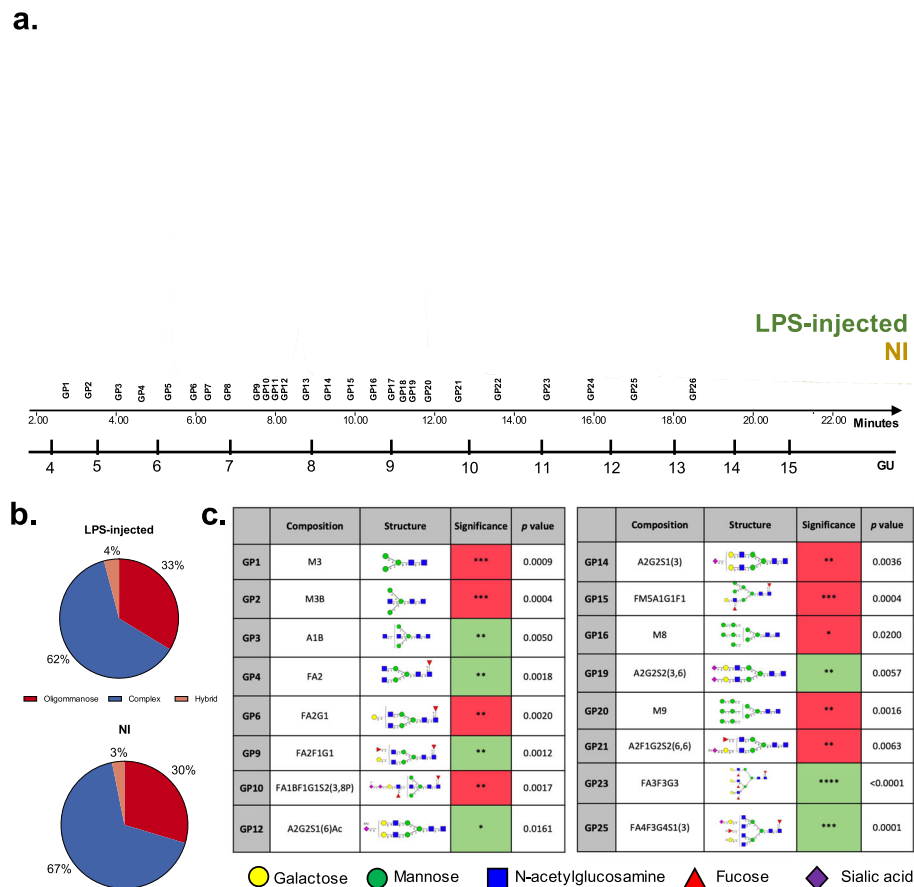 a.
LPS-injected
NI
GP1 GP2 GP3 GP4 GP5 GP6 GP7 GP8 GP9 GP10 GP11 GP12 GP13 GP14 GP15 GP16 GP17 GP18 GP19 GP20 GP21 GP22 GP23 GP24 GP25 GP26
2.00 4.00 6.00 8.00 10.00 12.00 14.00 16.00 18.00 20.00 22.00 Minutes
4 5 6 7 8 9 10 11 12 13 14 15 GU
b.
LPS-injected
4%
33%
62%
Oligommanose Complex Hybrid
NI
3%
30%
67%
c.
Composition Structure Significance p value
GP1 M3 *** 0.0009
GP2 M3B *** 0.0004
GP3 A1B ** 0.0050
GP4 FA2 ** 0.0018
GP6 FA2G1 ** 0.0020
GP9 FA2F1G1 ** 0.0012
GP10 FA1BF1G1S2(3,8P) ** 0.0017
GP12 A2G2S1(6)Ac * 0.0161
Composition Structure Significance p value
GP14 A2G2S1(3) ** 0.0036
GP15 FM5A1G1F1 *** 0.0004
GP16 M8 * 0.0200
GP19 A2G2S2(3,6) ** 0.0057
GP20 M9 ** 0.0016
GP21 A2F1G2S2(6,6) ** 0.0063
GP23 FA3F3G3 **** <0.0001
GP25 FA4F3G4S1(3) *** 0.0001
Galactose Mannose N-acetylglucosamine Fucose Sialic acid